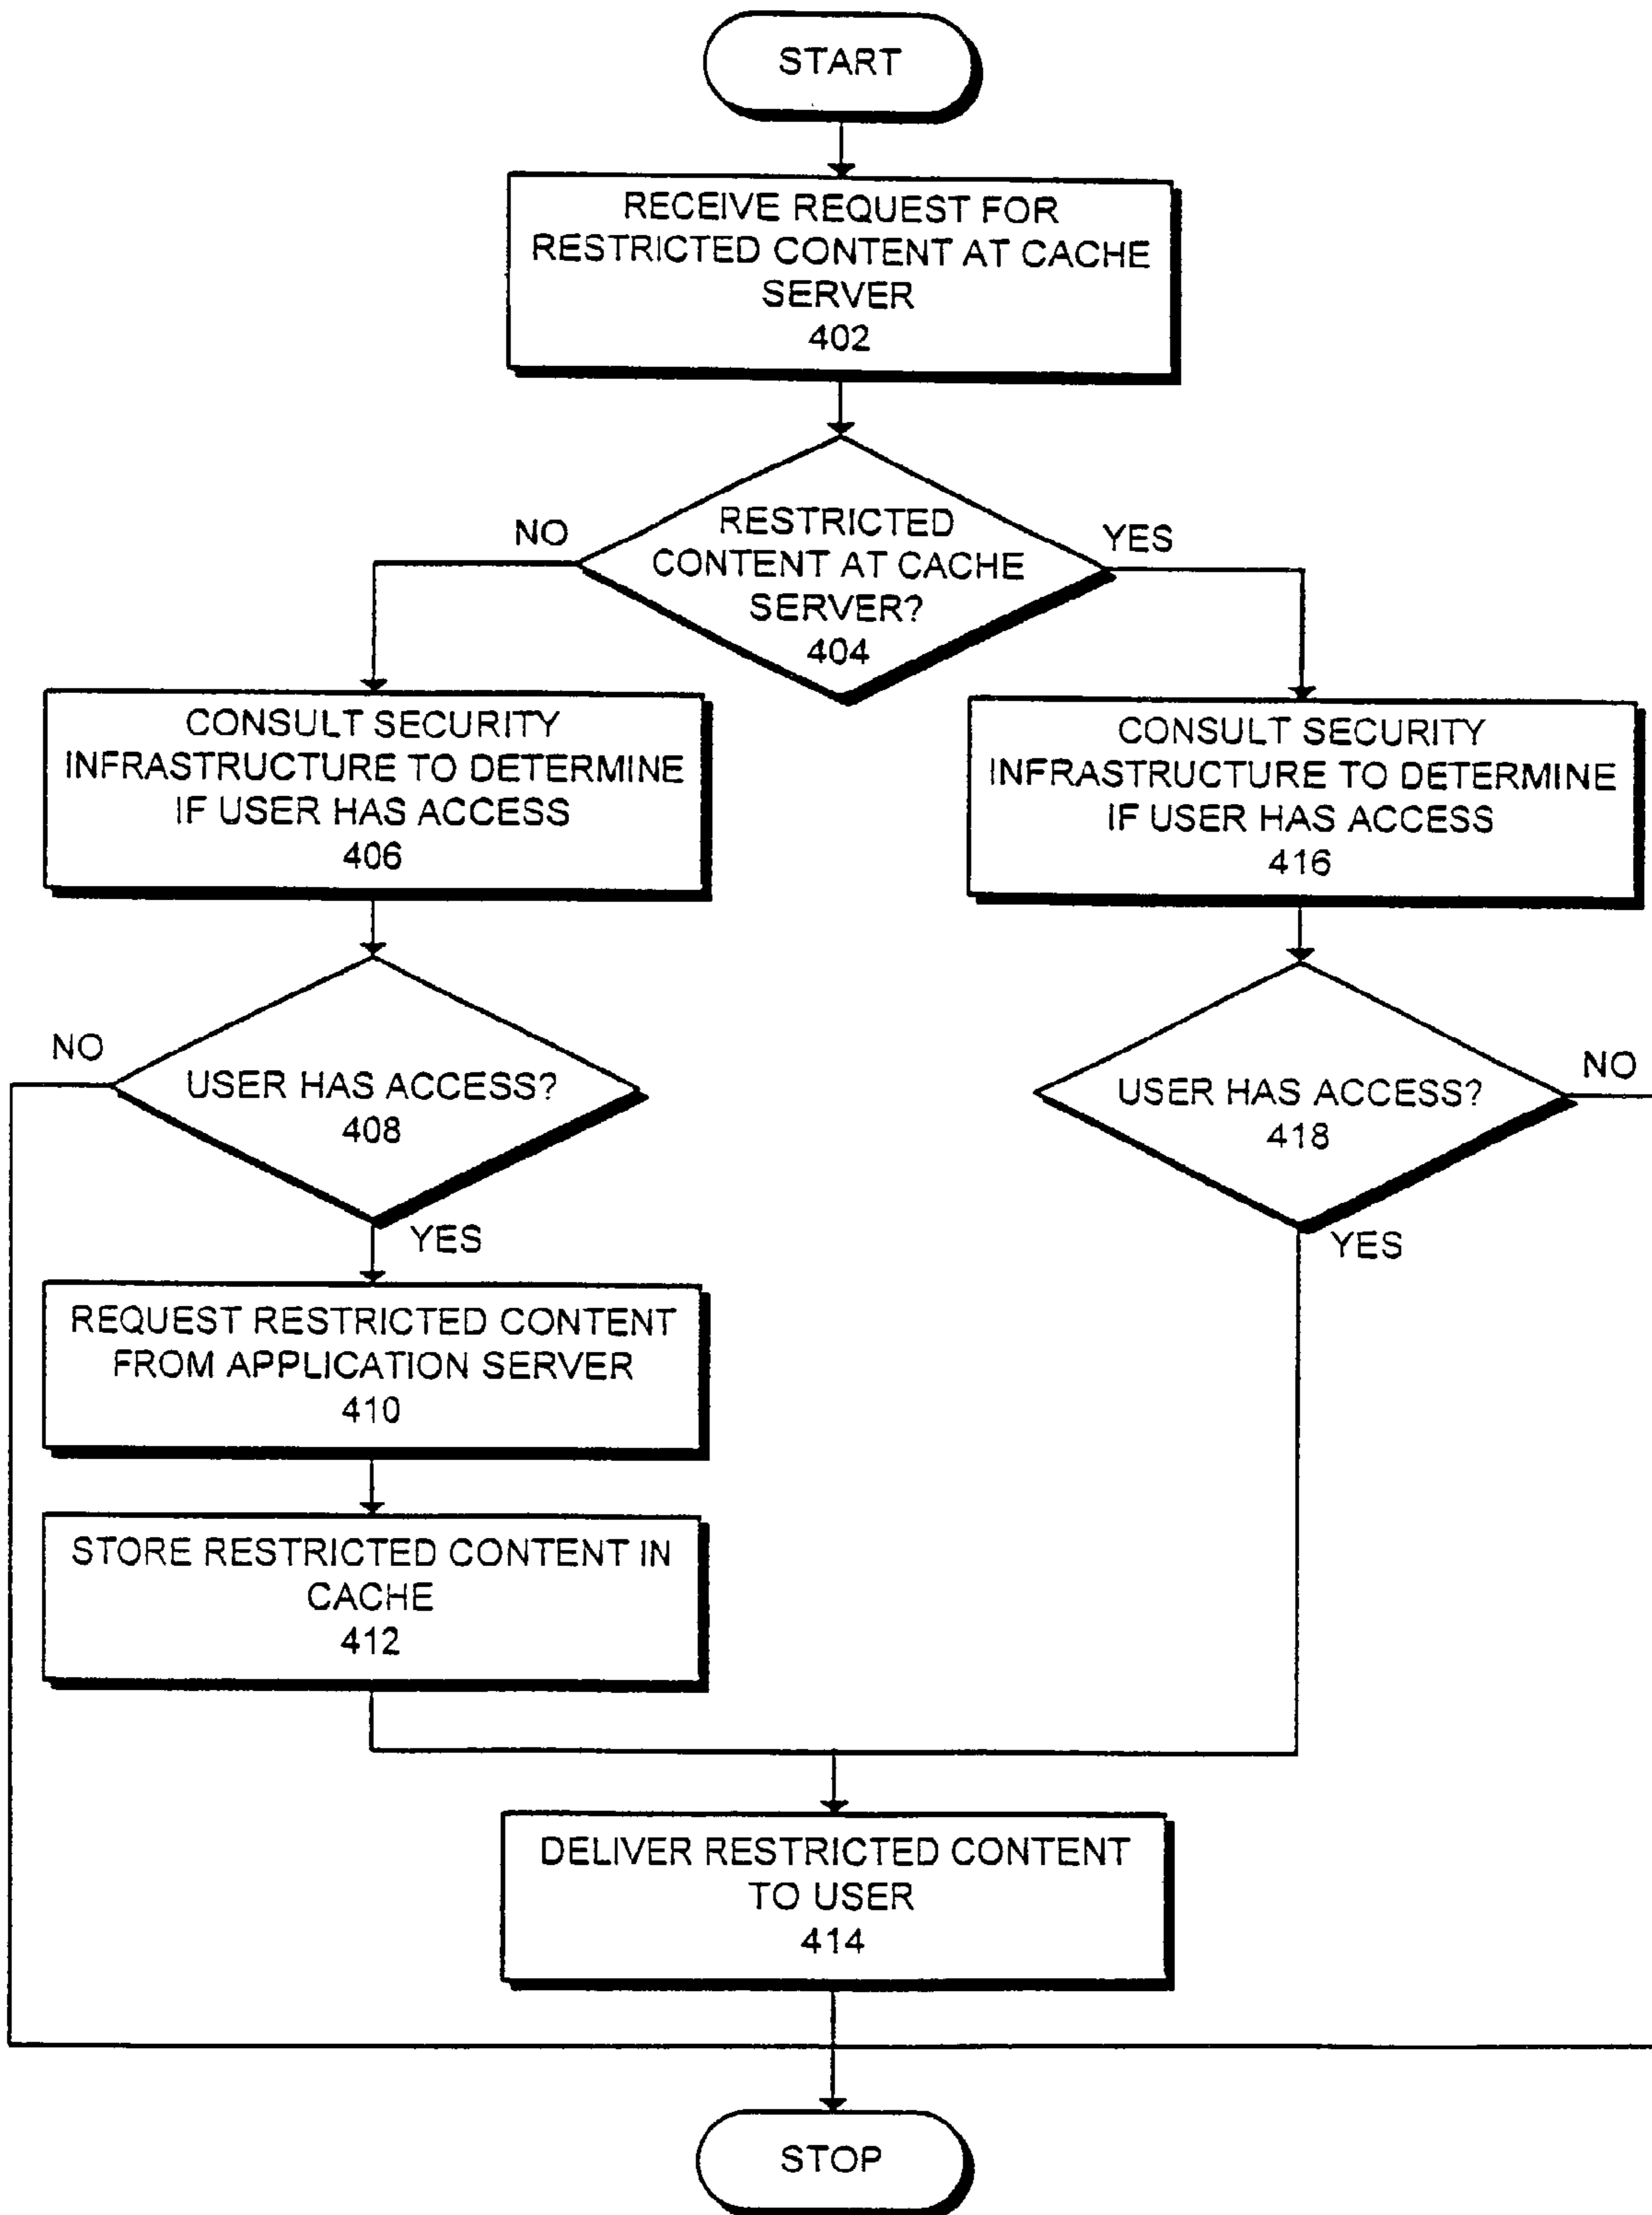 START
RECEIVE REQUEST FOR
RESTRICTED CONTENT AT CACHE
SERVER
402
NO
RESTRICTED
CONTENT AT CACHE
SERVER?
404
YES
CONSULT SECURITY
INFRASTRUCTURE TO DETERMINE
IF USER HAS ACCESS
406
CONSULT SECURITY
INFRASTRUCTURE TO DETERMINE
IF USER HAS ACCESS
416
NO
USER HAS ACCESS?
408
YES
USER HAS ACCESS?
418
NO
YES
REQUEST RESTRICTED CONTENT
FROM APPLICATION SERVER
410
STORE RESTRICTED CONTENT IN
CACHE
412
DELIVER RESTRICTED CONTENT
TO USER
414
STOP